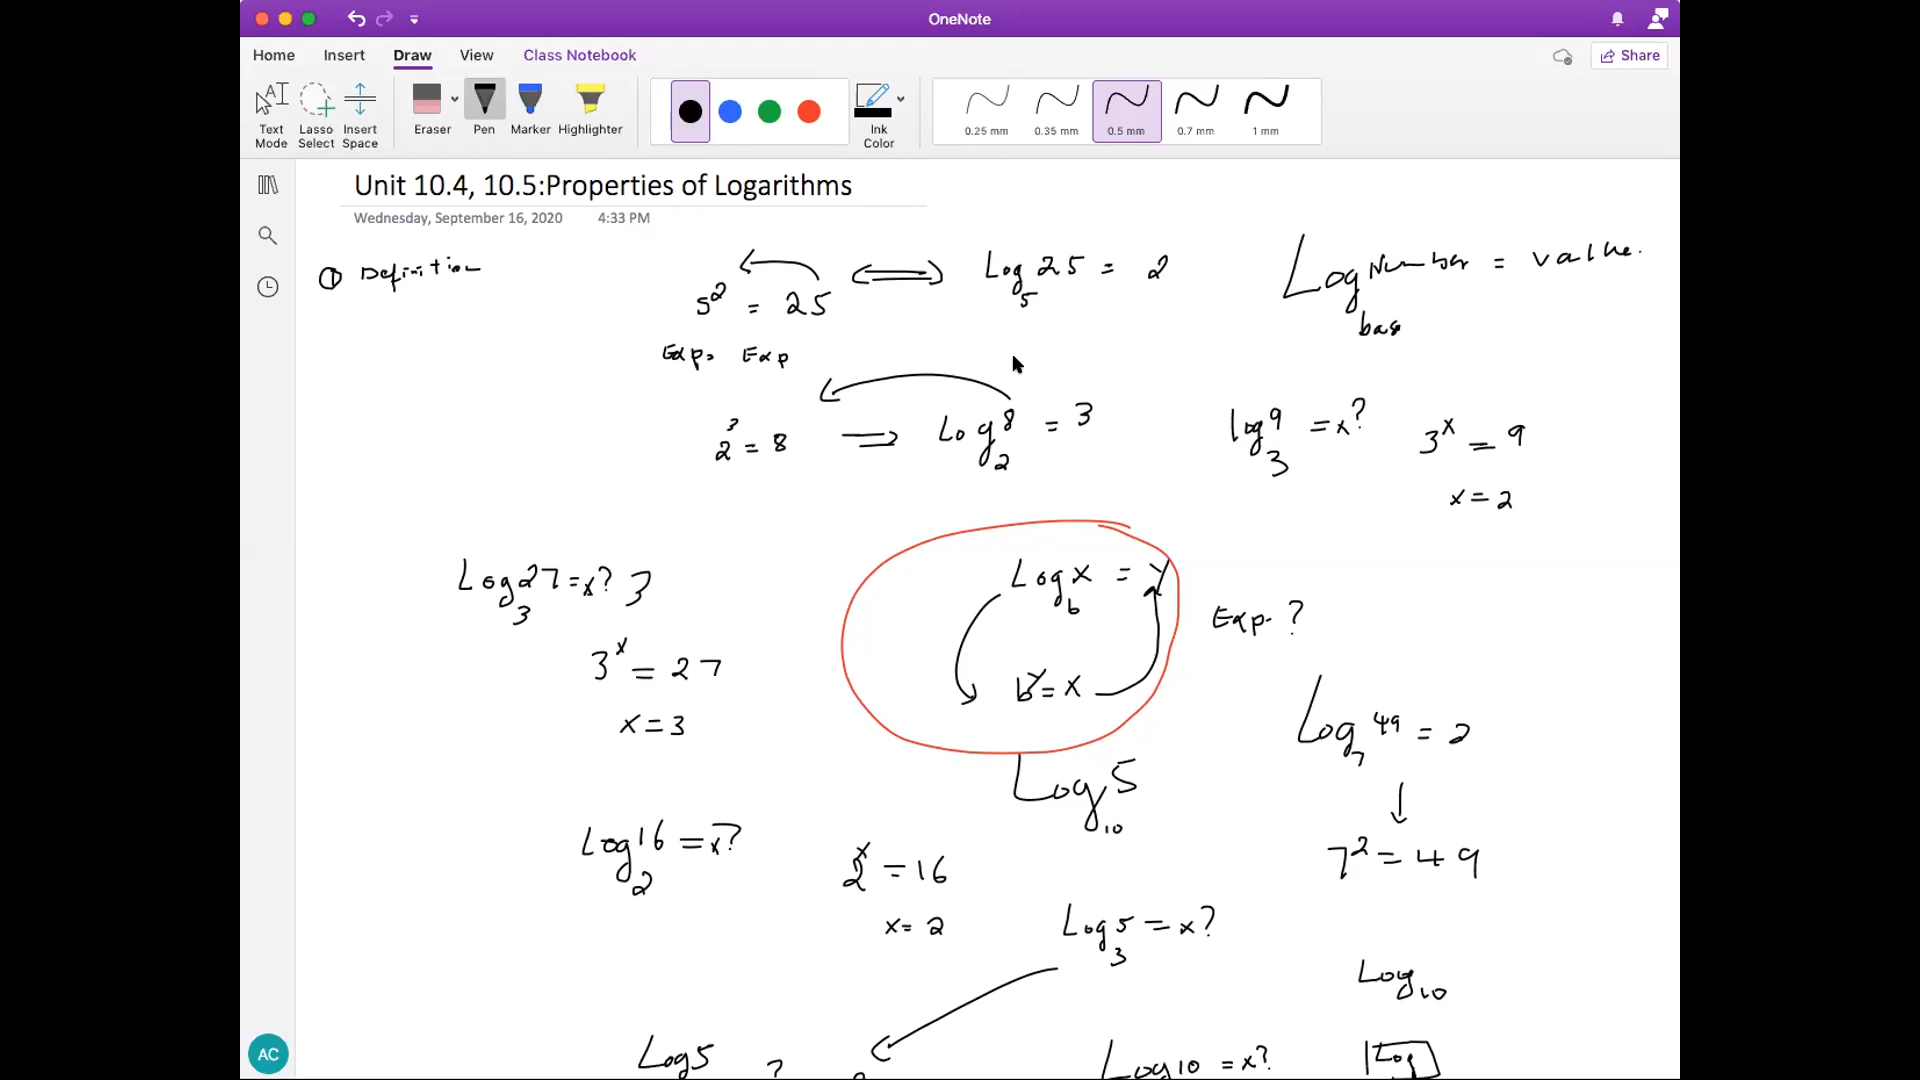 OneNote
Home Insert Draw View Class Notebook Share
Text Mode Lasso Select Insert Space Eraser Pen Marker Highlighter Ink Color 0.25 mm 0.35 mm 0.5 mm 0.7 mm 1 mm
Unit 10.4, 10.5:Properties of Logarithms
Wednesday, September 16, 2020 4:33 PM
① Definition
5² = 25 ⟺ Log₅ 25 = 2
Log_base Number = value.
Exp. Exp
2³ = 8 ⟹ Log₂ 8 = 3
log₃ 9 = x? 3ˣ = 9
x = 2
Log₃ 27 = x? 3
3ˣ = 27
x = 3
Log_b x = y
b^y = x
Exp. ?
Log₇ 49 = 2
↓
7² = 49
Log₁₀ 5
Log₂ 16 = x? 2ˣ = 16
x = 2
Log₃ 5 = x?
Log₁₀
Log 5 ?
Log 10 = x? Log
AC